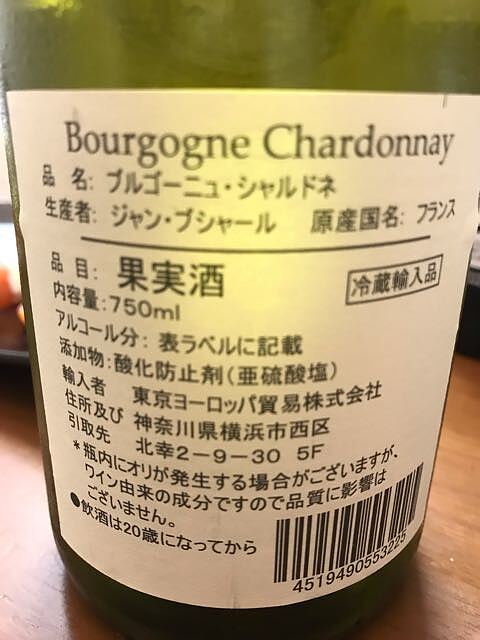 Bourgogne Chardonnay
品 名: ブルゴーニュ・シャルドネ
生産者: ジャン・ブシャール 原産国名: フランス
品 目: 果実酒
冷蔵輸入品
内容量:750ml
アルコール分: 表ラベルに記載
添加物:酸化防止剤(亜硫酸塩)
輸入者 東京ヨーロッパ貿易株式会社
住所及び 神奈川県横浜市西区
引取先 北幸2-9-30 5F
*瓶内にオリが発生する場合がございますが、
ワイン由来の成分ですので品質に影響は
ございません。
●飲酒は20歳になってから
4519490553225